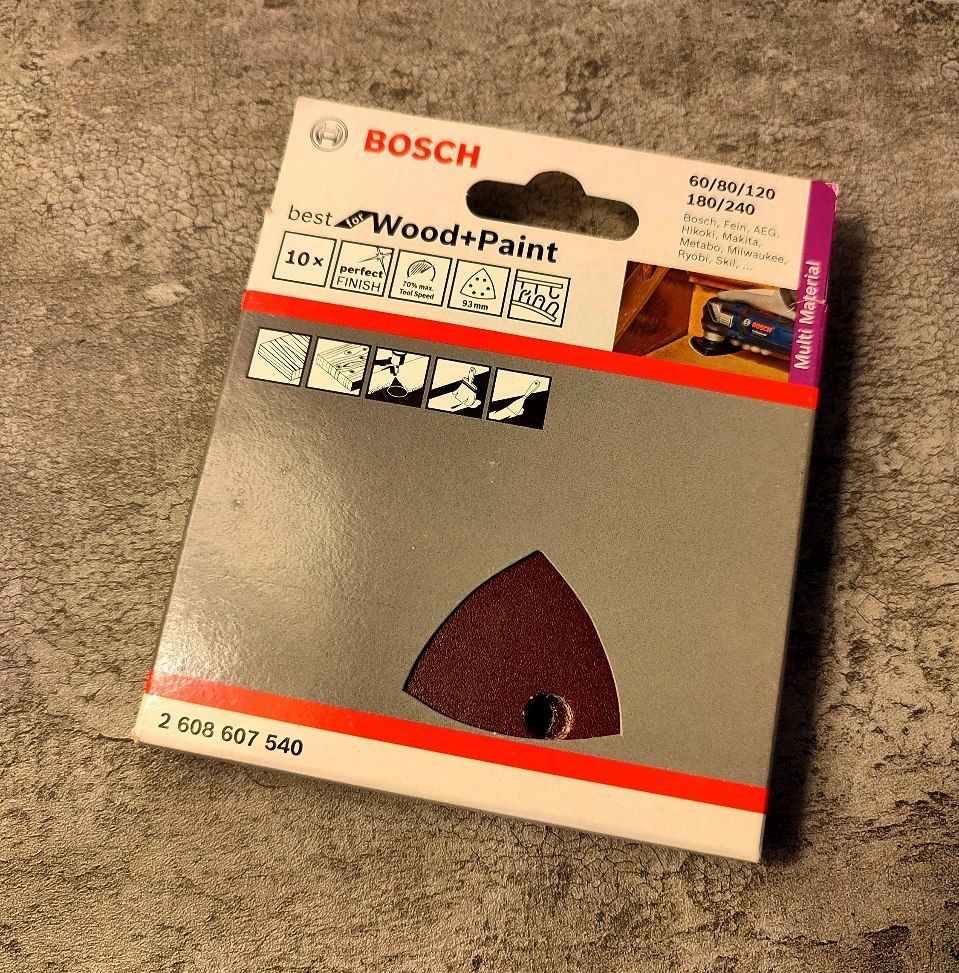 BOSCH
60/80/120
180/240
Bosch, Fein, AEG,
Hikoki, Makita,
Metabo, Milwaukee,
Ryobi, Skil, ...
best for Wood+Paint
10×
perfect
FINISH
70% max.
Tool Speed
93mm
BOSCH
Multi Material
2 608 607 540